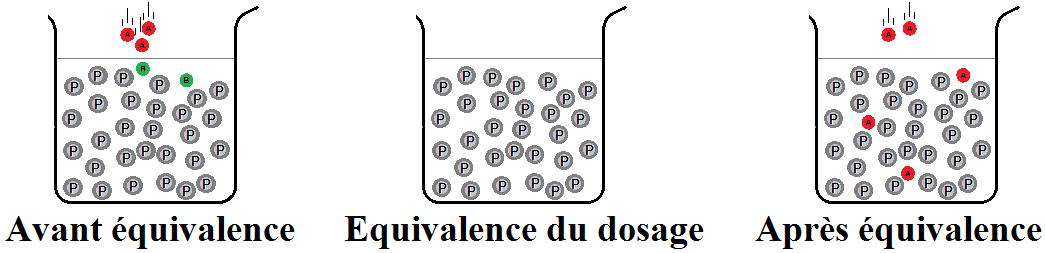 A A
A
B
P P P P B P
P P P P P
P P P P P
P P P P P
P P P P P
P P P P P P
P P P P P
P P P P P
P P P P
P P P P P
P P P P P
P P P P P P
A A
P P P P A
P P P P P
P A P P P P
P P P P P
P P P A
P P P P P P
Avant équivalence
Equivalence du dosage
Après équivalence